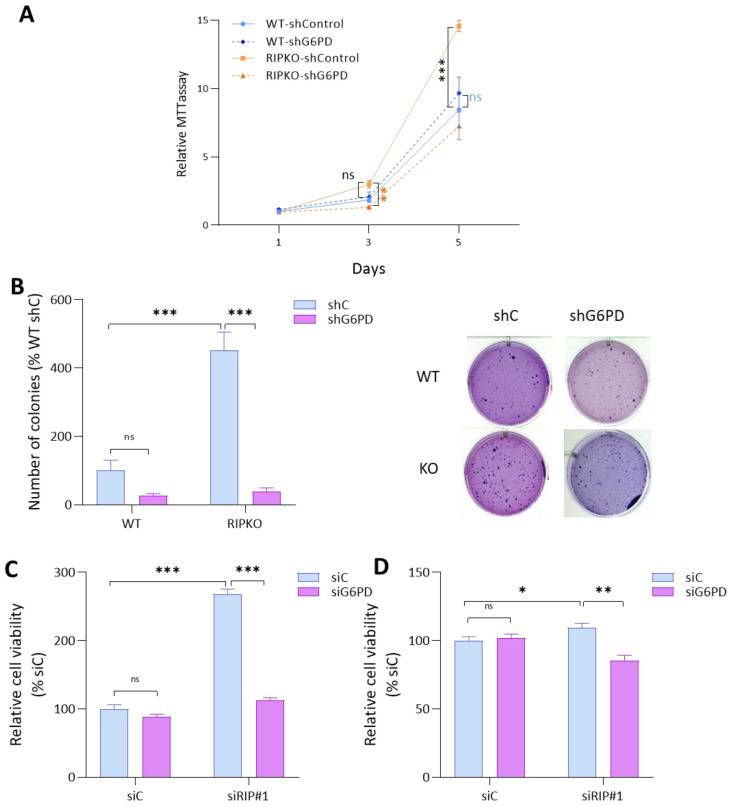 A
Relative MTTassay
15
10
5
0
WT-shControl
WT-shG6PD
RIPKO-shControl
RIPKO-shG6PD
ns
**
***
ns
1 3 5
Days
B
Number of colonies (% WT shC)
600
400
200
0
shC
shG6PD
*** ***
ns
WT RIPKO
shC shG6PD
WT
KO
C
Relative cell viability
(% siC)
300
200
100
0
siC
siG6PD
*** ***
ns
siC siRIP#1
D
Relative cell viability
(% siC)
150
100
50
0
siC
siG6PD
* **
ns
siC siRIP#1